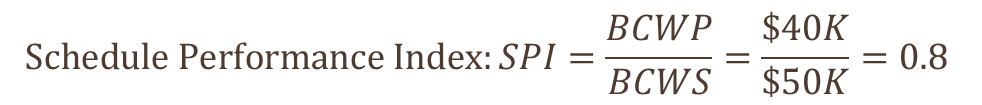 Schedule Performance Index: SPI = BCWP / BCWS = $40K / $50K = 0.8